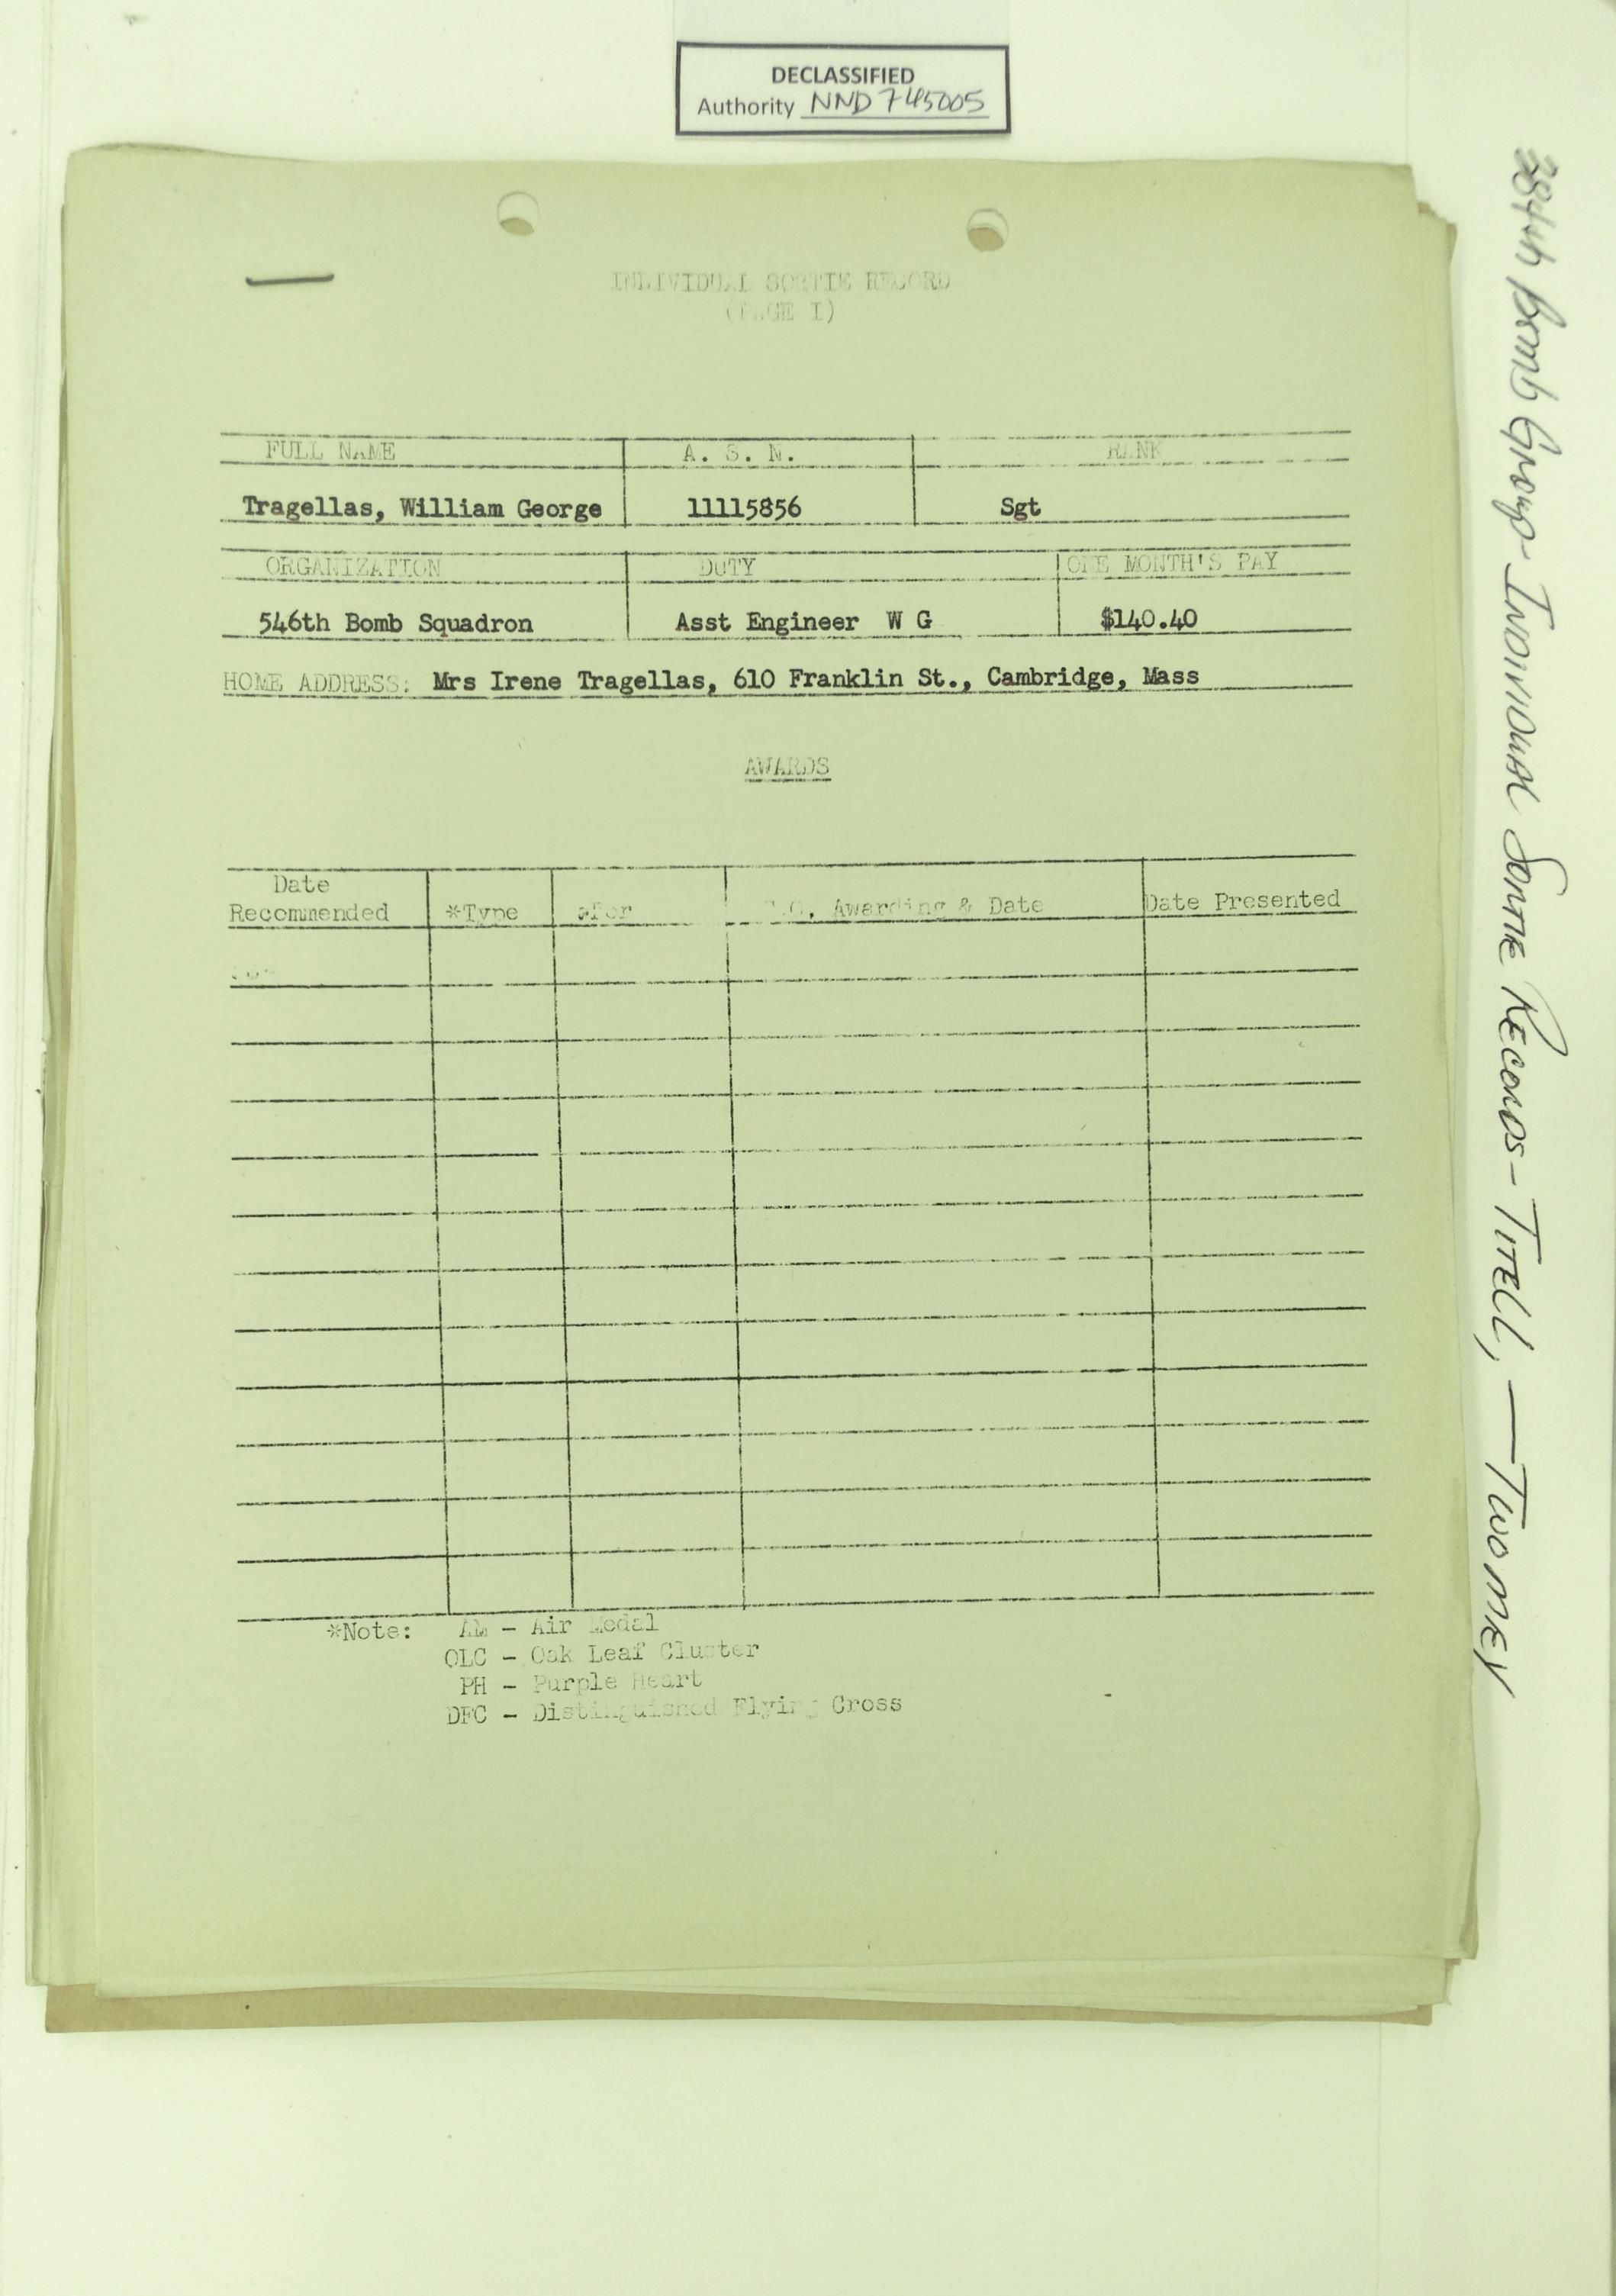 DECLASSIFIED
Authority NND 745005
INDIVIDUAL SORTIE RECORD
(PAGE I)
FULL NAME A. S. N. RANK
Tragellas, William George 11115856 Sgt
ORGANIZATION DUTY ONE MONTH'S PAY
546th Bomb Squadron Asst Engineer W G $140.40
HOME ADDRESS: Mrs Irene Tragellas, 610 Franklin St., Cambridge, Mass
AWARDS
Date
Recommended *Type Awarding & Date Date Presented
*Note: AM - Air Medal
OLC - Oak Leaf Cluster
PH - Purple Heart
DFC - Distinguished Flying Cross
384th Bomb Group - Individual Sortie Records - Titell, - Twomey